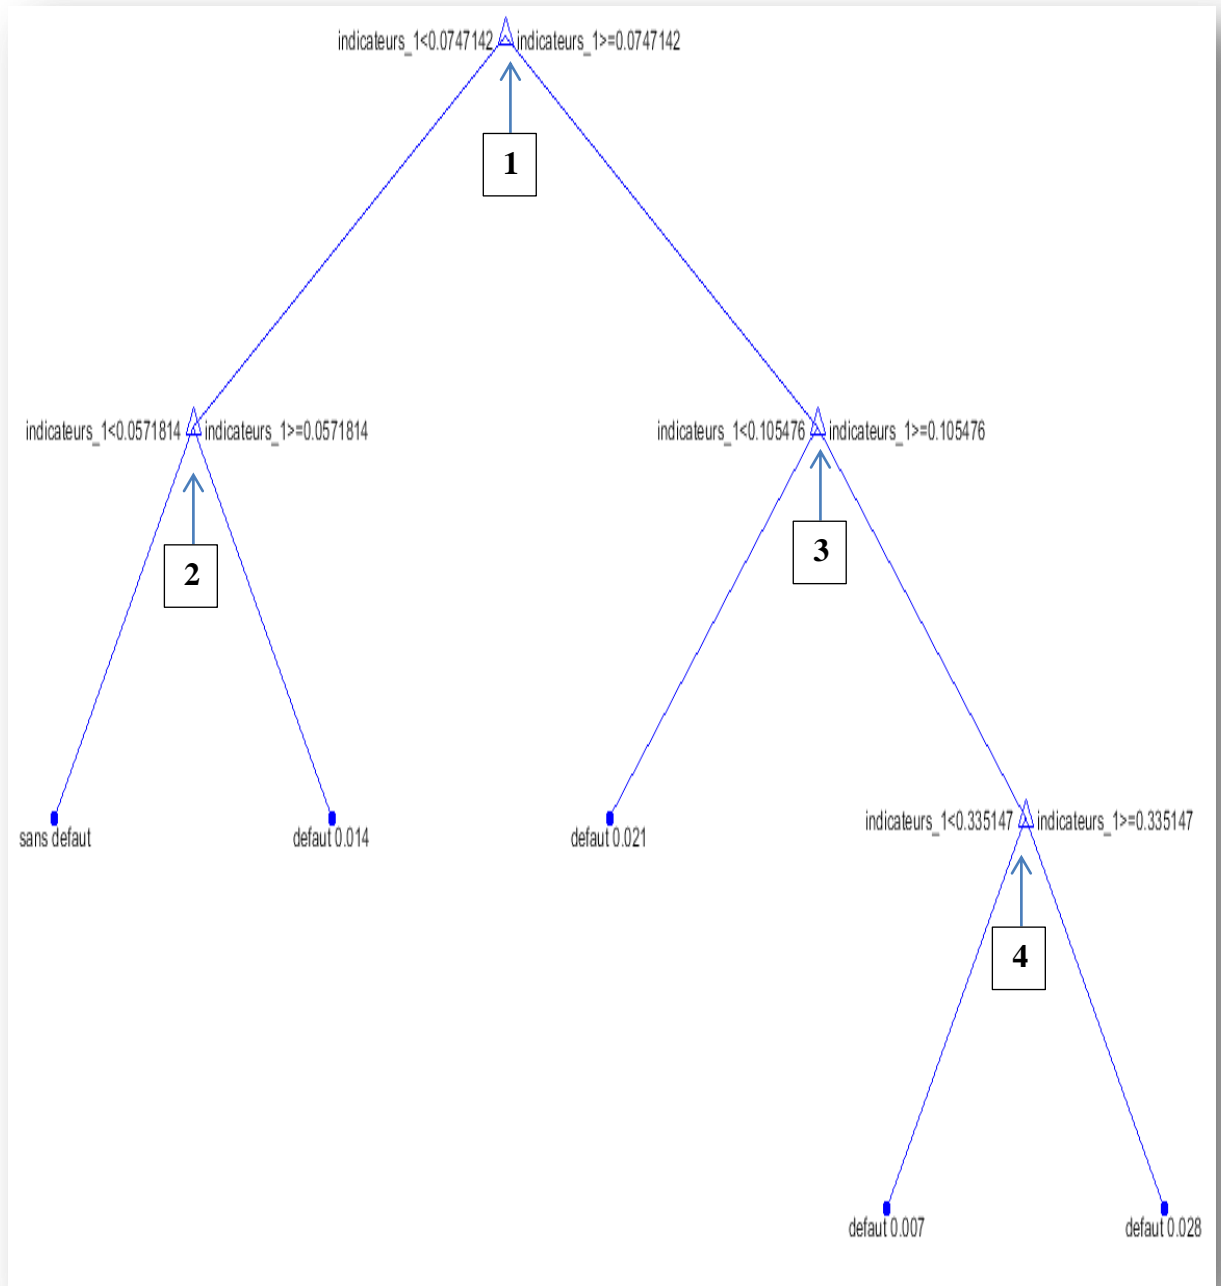 indicateurs_1<0.0747142 indicateurs_1>=0.0747142
1
indicateurs_1<0.0571814 indicateurs_1>=0.0571814
indicateurs_1<0.105476 indicateurs_1>=0.105476
2
3
sans defaut
defaut 0.014
defaut 0.021
indicateurs_1<0.335147 indicateurs_1>=0.335147
4
defaut 0.007
defaut 0.028